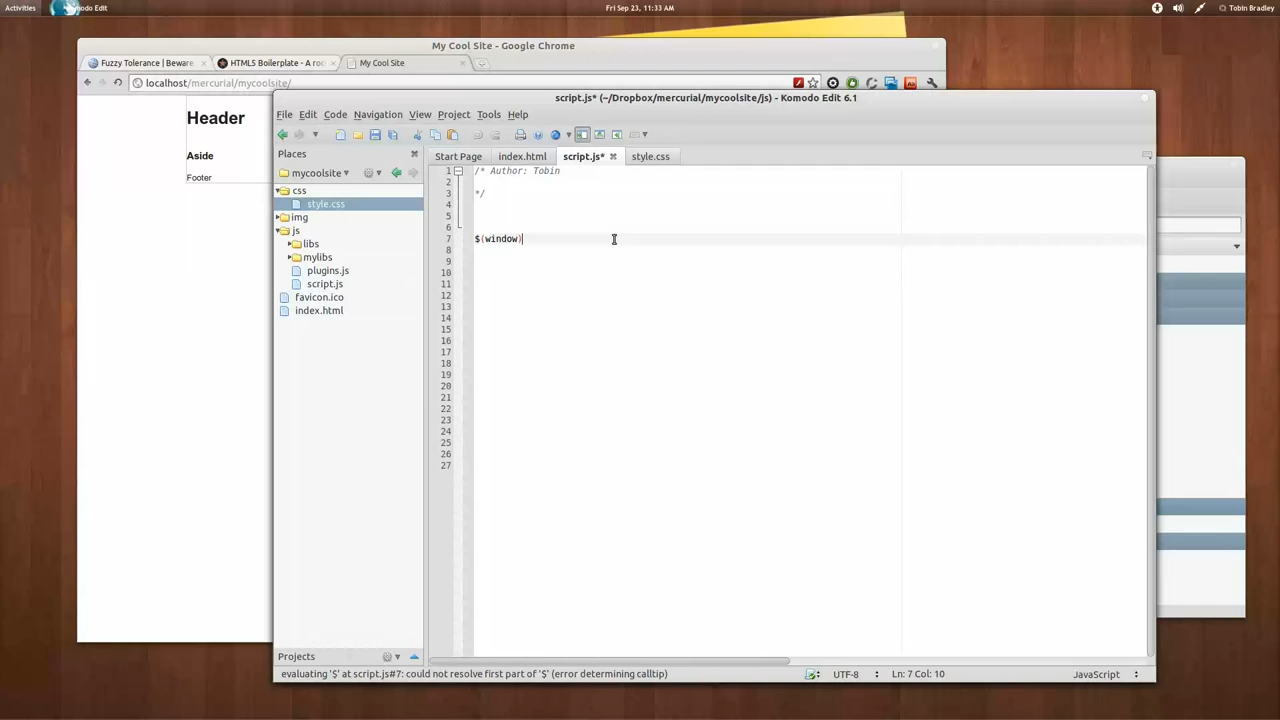 Activities
modo Edit
Fri Sep 23, 11:33 AM
Tobin Bradley
My Cool Site - Google Chrome
Fuzzy Tolerance | Beware
HTML5 Boilerplate - A roc
My Cool Site
localhost/mercurial/mycoolsite/
Header
Aside
Footer
script.js* (~/Dropbox/mercurial/mycoolsite/js) - Komodo Edit 6.1
File Edit Code Navigation View Project Tools Help
Places
mycoolsite
css
style.css
img
js
libs
mylibs
plugins.js
script.js
favicon.ico
index.html
Projects
Start Page index.html script.js* style.css
1 /* Author: Tobin
2
3 */
4
5
6
7 $(window)
8
9
10
11
12
13
14
15
16
17
18
19
20
21
22
23
24
25
26
27
evaluating '$' at script.js#7: could not resolve first part of '$' (error determining calltip)
UTF-8
Ln: 7 Col: 10
JavaScript